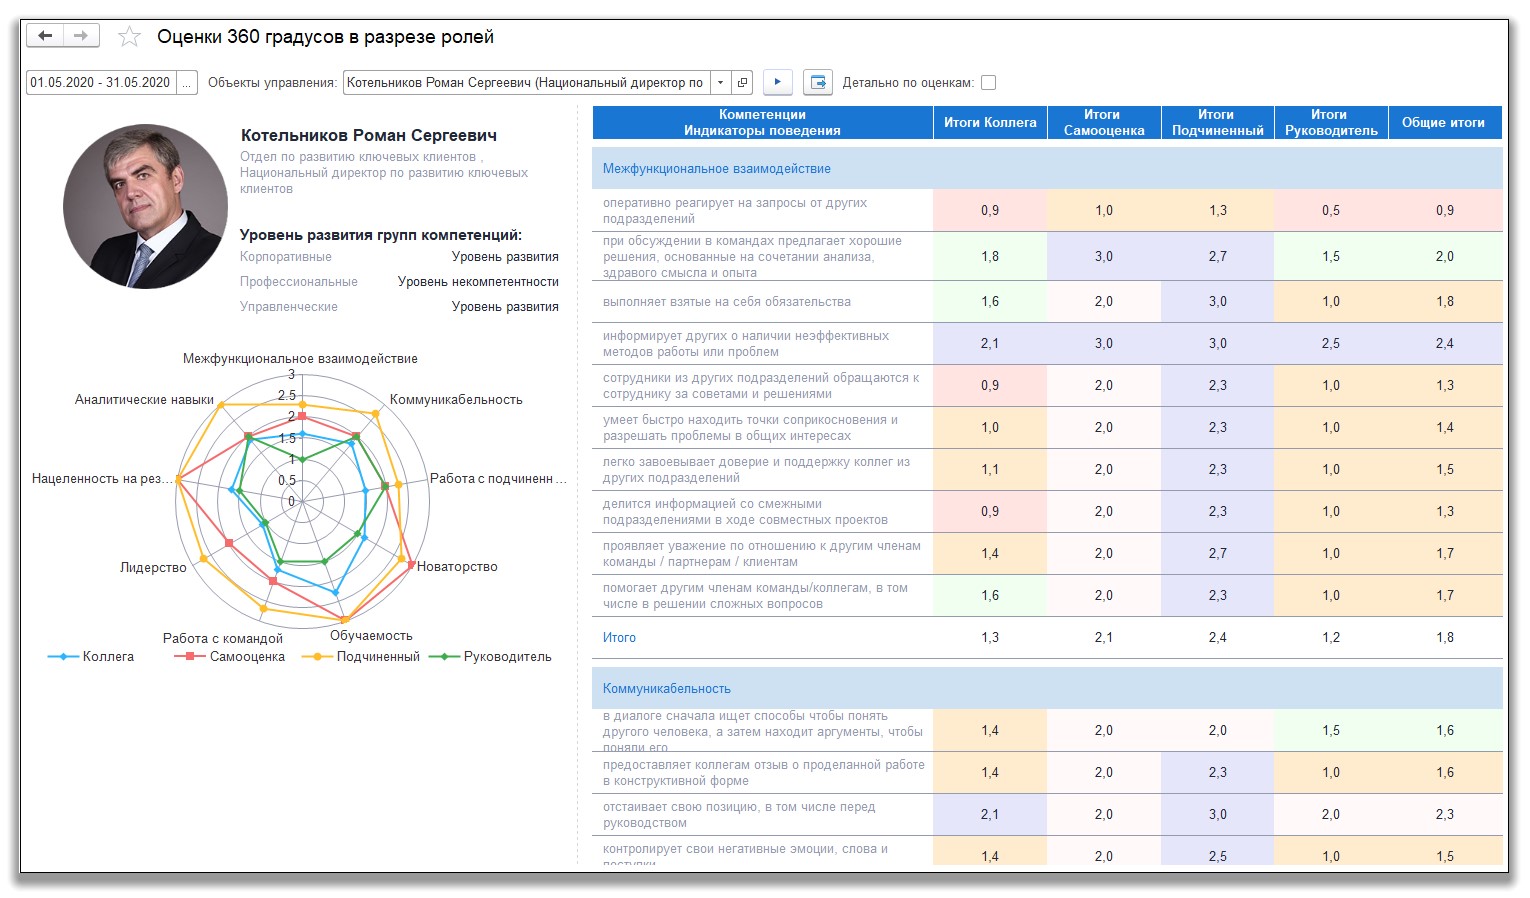 Оценки 360 градусов в разрезе ролей
01.05.2020 - 31.05.2020 ... Объекты управления: Котельников Роман Сергеевич (Национальный директор по Детально по оценкам:
Котельников Роман Сергеевич
Отдел по развитию ключевых клиентов ,
Национальный директор по развитию ключевых
клиентов
Уровень развития групп компетенций:
Корпоративные Уровень развития
Профессиональные Уровень некомпетентности
Управленческие Уровень развития
Межфункциональное взаимодействие
3
2.5
2
1.5
1
0.5
0
Аналитические навыки
Коммуникабельность
Нацеленность на рез...
Работа с подчиненн ...
Лидерство
Новаторство
Работа с командой
Обучаемость
Коллега Самооценка Подчиненный Руководитель
Компетенции
Индикаторы поведения
Итоги Коллега
Итоги
Самооценка
Итоги
Подчиненный
Итоги
Руководитель
Общие итоги
Межфункциональное взаимодействие
оперативно реагирует на запросы от других
подразделений
0,9 1,0 1,3 0,5 0,9
при обсуждении в командах предлагает хорошие
решения, основанные на сочетании анализа,
здравого смысла и опыта
1,8 3,0 2,7 1,5 2,0
выполняет взятые на себя обязательства
1,6 2,0 3,0 1,0 1,8
информирует других о наличии неэффективных
методов работы или проблем
2,1 3,0 3,0 2,5 2,4
сотрудники из других подразделений обращаются к
сотруднику за советами и решениями
0,9 2,0 2,3 1,0 1,3
умеет быстро находить точки соприкосновения и
разрешать проблемы в общих интересах
1,0 2,0 2,3 1,0 1,4
легко завоевывает доверие и поддержку коллег из
других подразделений
1,1 2,0 2,3 1,0 1,5
делится информацией со смежными
подразделениями в ходе совместных проектов
0,9 2,0 2,3 1,0 1,3
проявляет уважение по отношению к другим членам
команды / партнерам / клиентам
1,4 2,0 2,7 1,0 1,7
помогает другим членам команды/коллегам, в том
числе в решении сложных вопросов
1,6 2,0 2,3 1,0 1,7
Итого 1,3 2,1 2,4 1,2 1,8
Коммуникабельность
в диалоге сначала ищет способы чтобы понять
другого человека, а затем находит аргументы, чтобы
поняли его
1,4 2,0 2,0 1,5 1,6
предоставляет коллегам отзыв о проделанной работе
в конструктивной форме
1,4 2,0 2,3 1,0 1,6
отстаивает свою позицию, в том числе перед
руководством
2,1 2,0 3,0 2,0 2,3
контролирует свои негативные эмоции, слова и
поступки
1,4 2,0 2,5 1,0 1,5